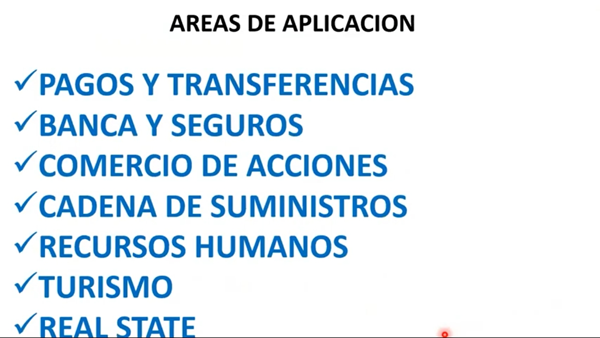 AREAS DE APLICACION
✓PAGOS Y TRANSFERENCIAS
✓BANCA Y SEGUROS
✓COMERCIO DE ACCIONES
✓CADENA DE SUMINISTROS
✓RECURSOS HUMANOS
✓TURISMO
✓REAL STATE